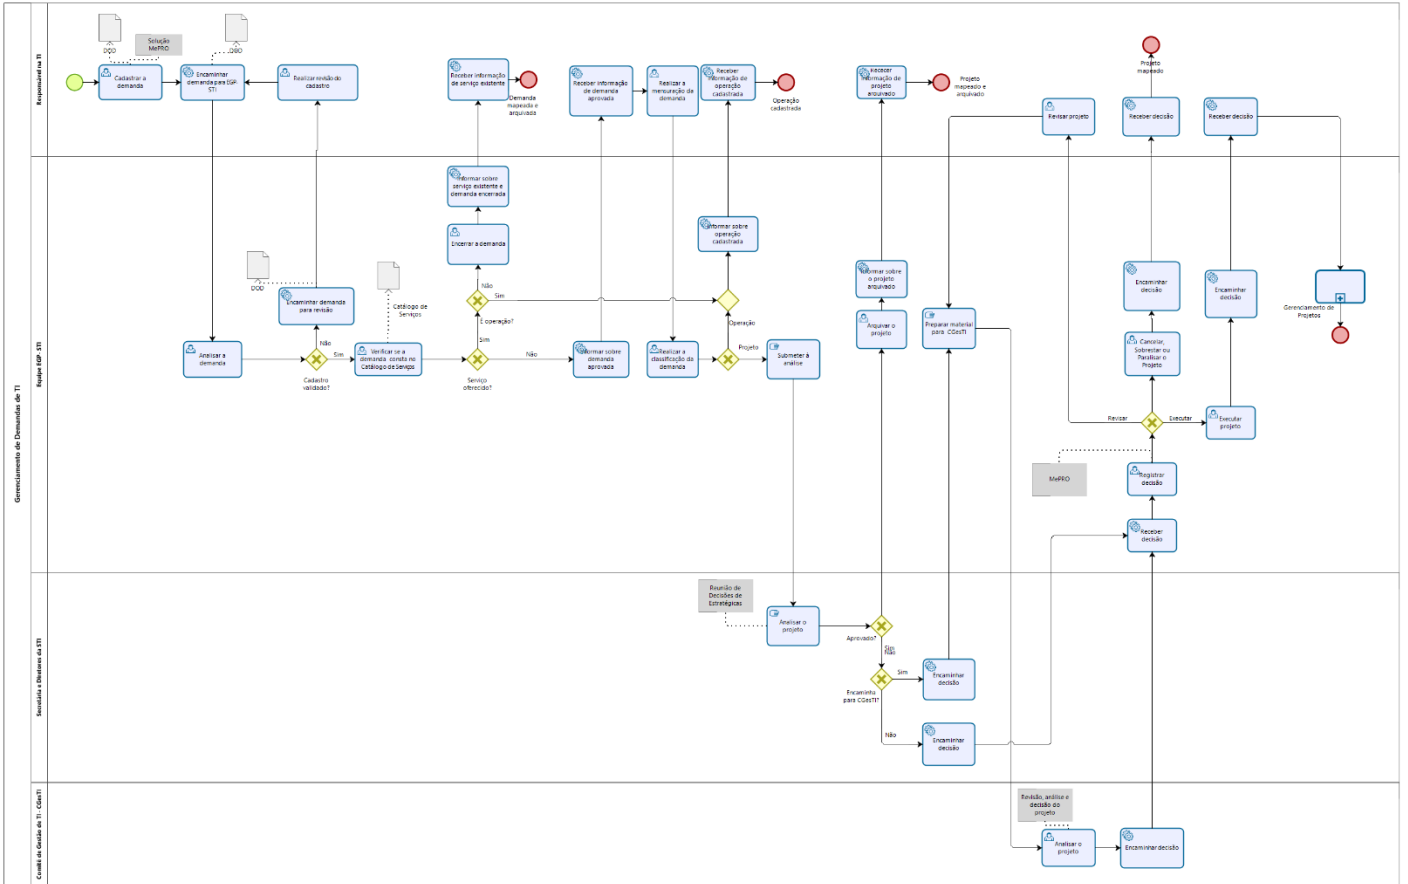 Gerenciamento de Demandas de TI
Responsável na TI
DOD
Solução
MePRO
DOD
Cadastrar a
demanda
Encaminhar
demanda para EGP-
STI
Realizar revisão do
cadastro
Receber informação
de serviço existente
Demanda
mapeada e
arquivada
Receber informação
de demanda
aprovada
Realizar a
mensuração da
demanda
Receber
informação de
operação
cadastrada
Operação
cadastrada
Receber
informação de
projeto
arquivado
Projeto
mapeado e
arquivado
Revisar projeto
Projeto
mapeado
Receber decisão
Receber decisão
Equipe EGP - STI
Informar sobre
serviço existente e
demanda encerrada
Encerrar a demanda
Não
Sim
É operação?
Sim
Informar sobre
operação
cadastrada
Operação
DOD
Encaminhar demanda
para revisão
Não
Catálogo de
Serviços
Analisar a
demanda
Sim
Cadastro
validado?
Verificar se a
demanda consta no
Catálogo de Serviços
Serviço
oferecido?
Não
Informar sobre
demanda
aprovada
Realizar a
classificação da
demanda
Projeto
Submeter à
análise
Informar sobre
o projeto
arquivado
Arquivar o
projeto
Preparar material
para CGesTI
Encaminhar
decisão
Encaminhar
decisão
Gerenciamento de
Projetos
Cancelar,
Sobrestar ou
Paralisar o
Projeto
Revisar
Executar
Executar
projeto
MePRO
Registrar
decisão
Receber
decisão
Secretária e Diretores da STI
Reunião de
Decisões de
Estratégicas
Analisar o
projeto
Aprovado?
Sim
Não
Encaminha
para CGesTI?
Sim
Encaminhar
decisão
Não
Encaminhar
decisão
Comitê de Gestão de TI - CGesTI
Revisão, análise e
decisão do
projeto
Analisar o
projeto
Encaminhar decisão